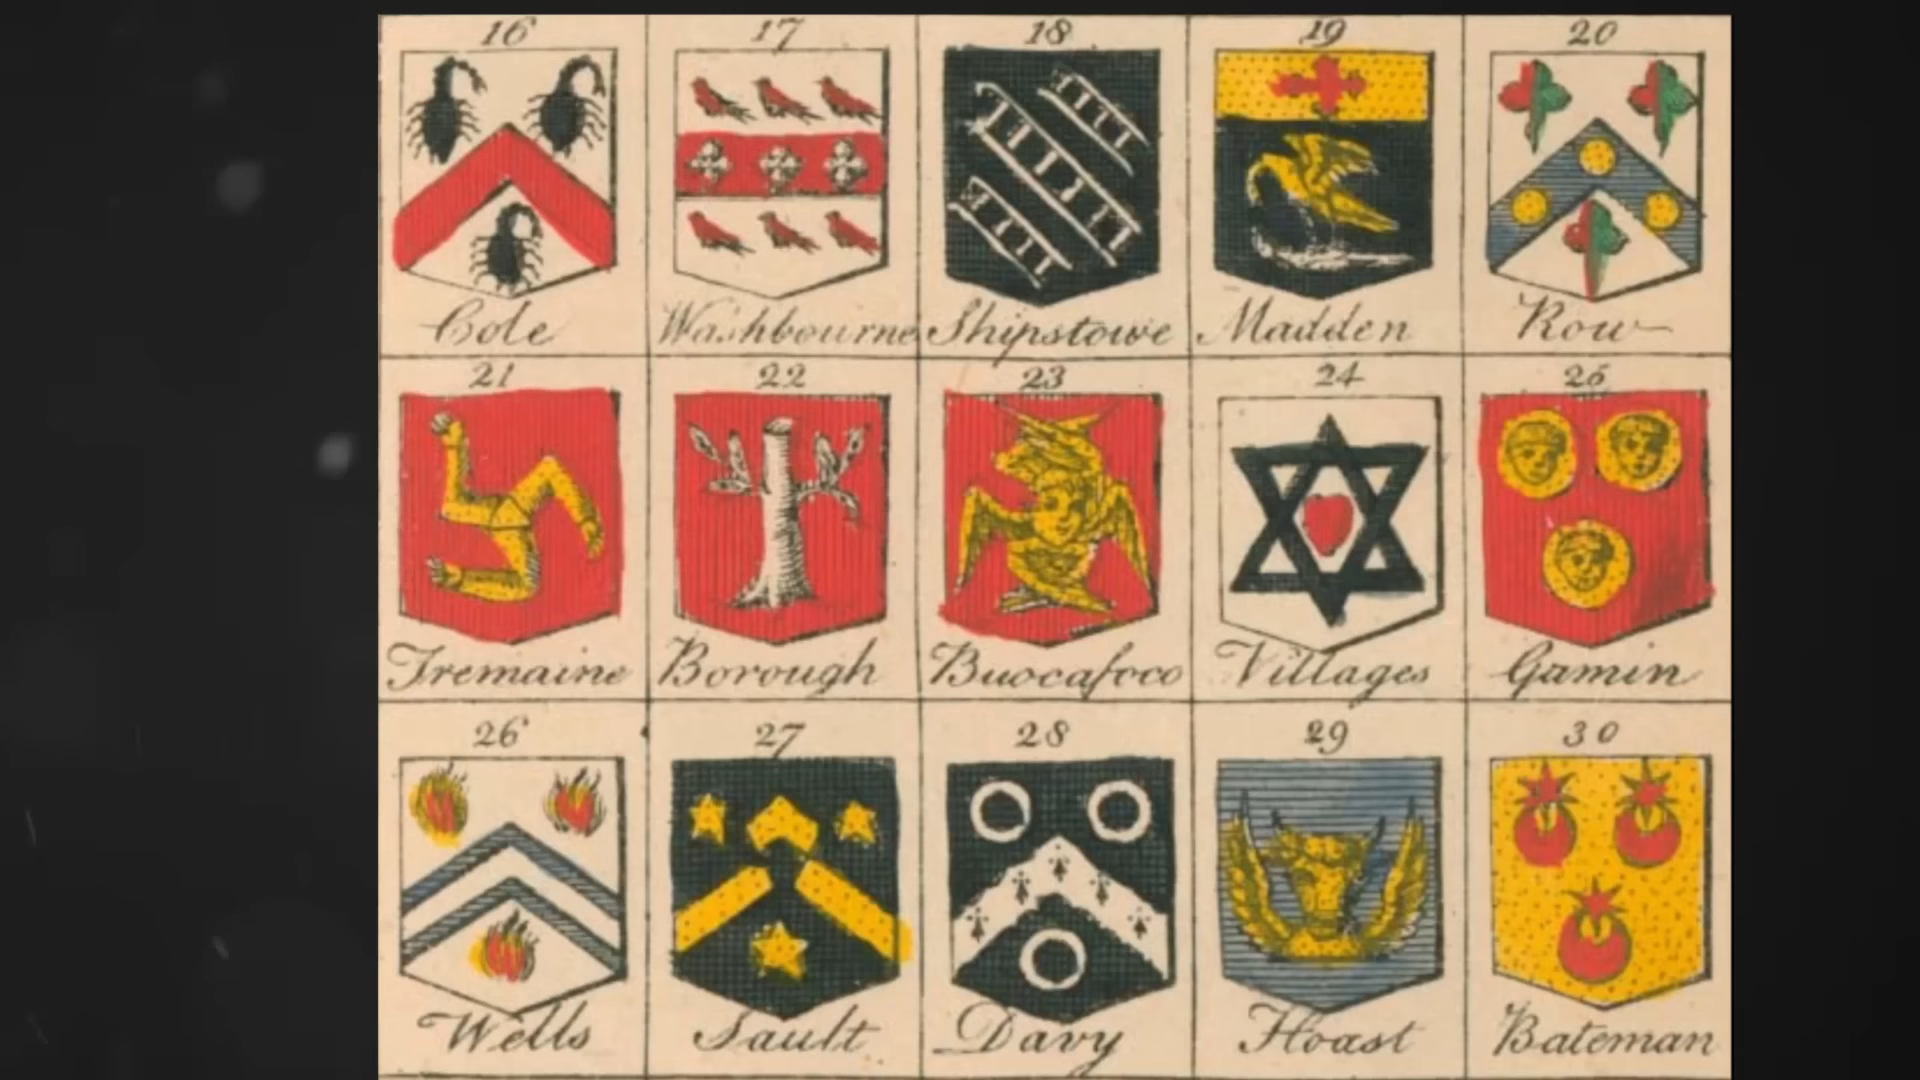 16 17 18 19 20
Cole Washbourne Shipstowe Madden Row
21 22 23 24 25
Tremaine Borough Buocafoco Villages Gamin
26 27 28 29 30
Wells Sault Davy Hoast Bateman